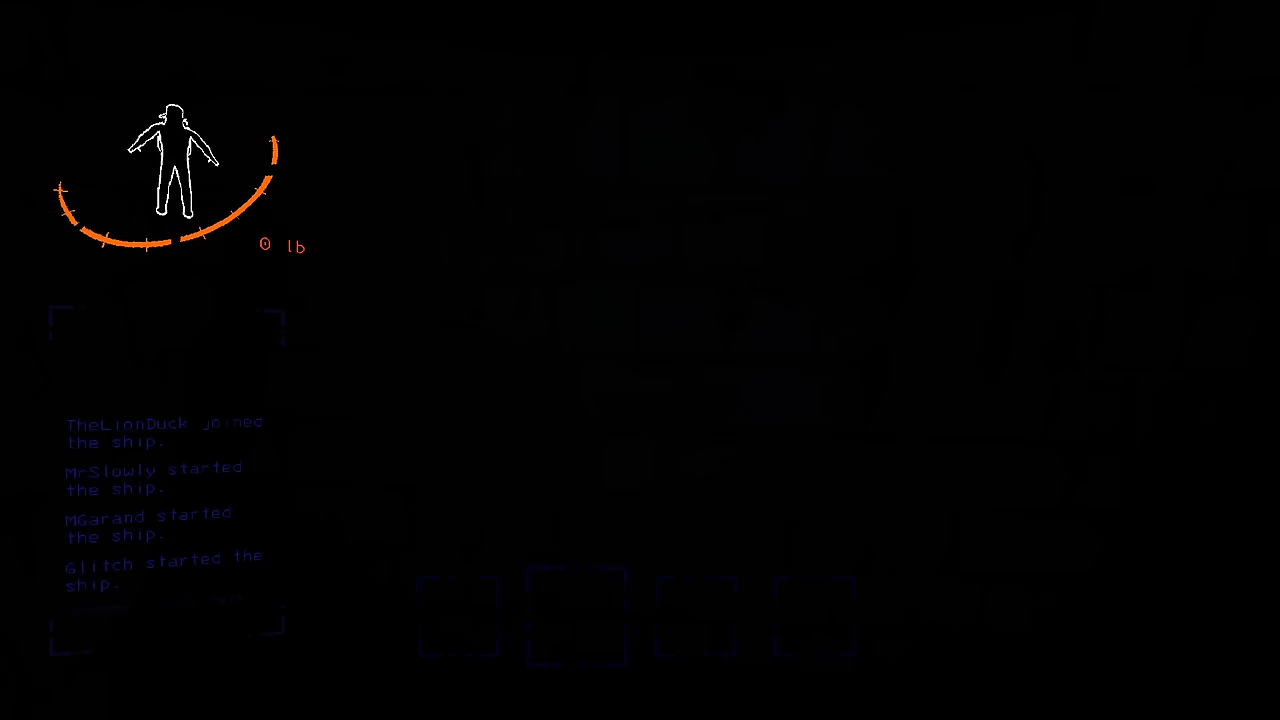 0 lb
TheLionDuck joined
the ship.
MrSlowly started
the ship.
MGarand started
the ship.
Glitch started the
ship.